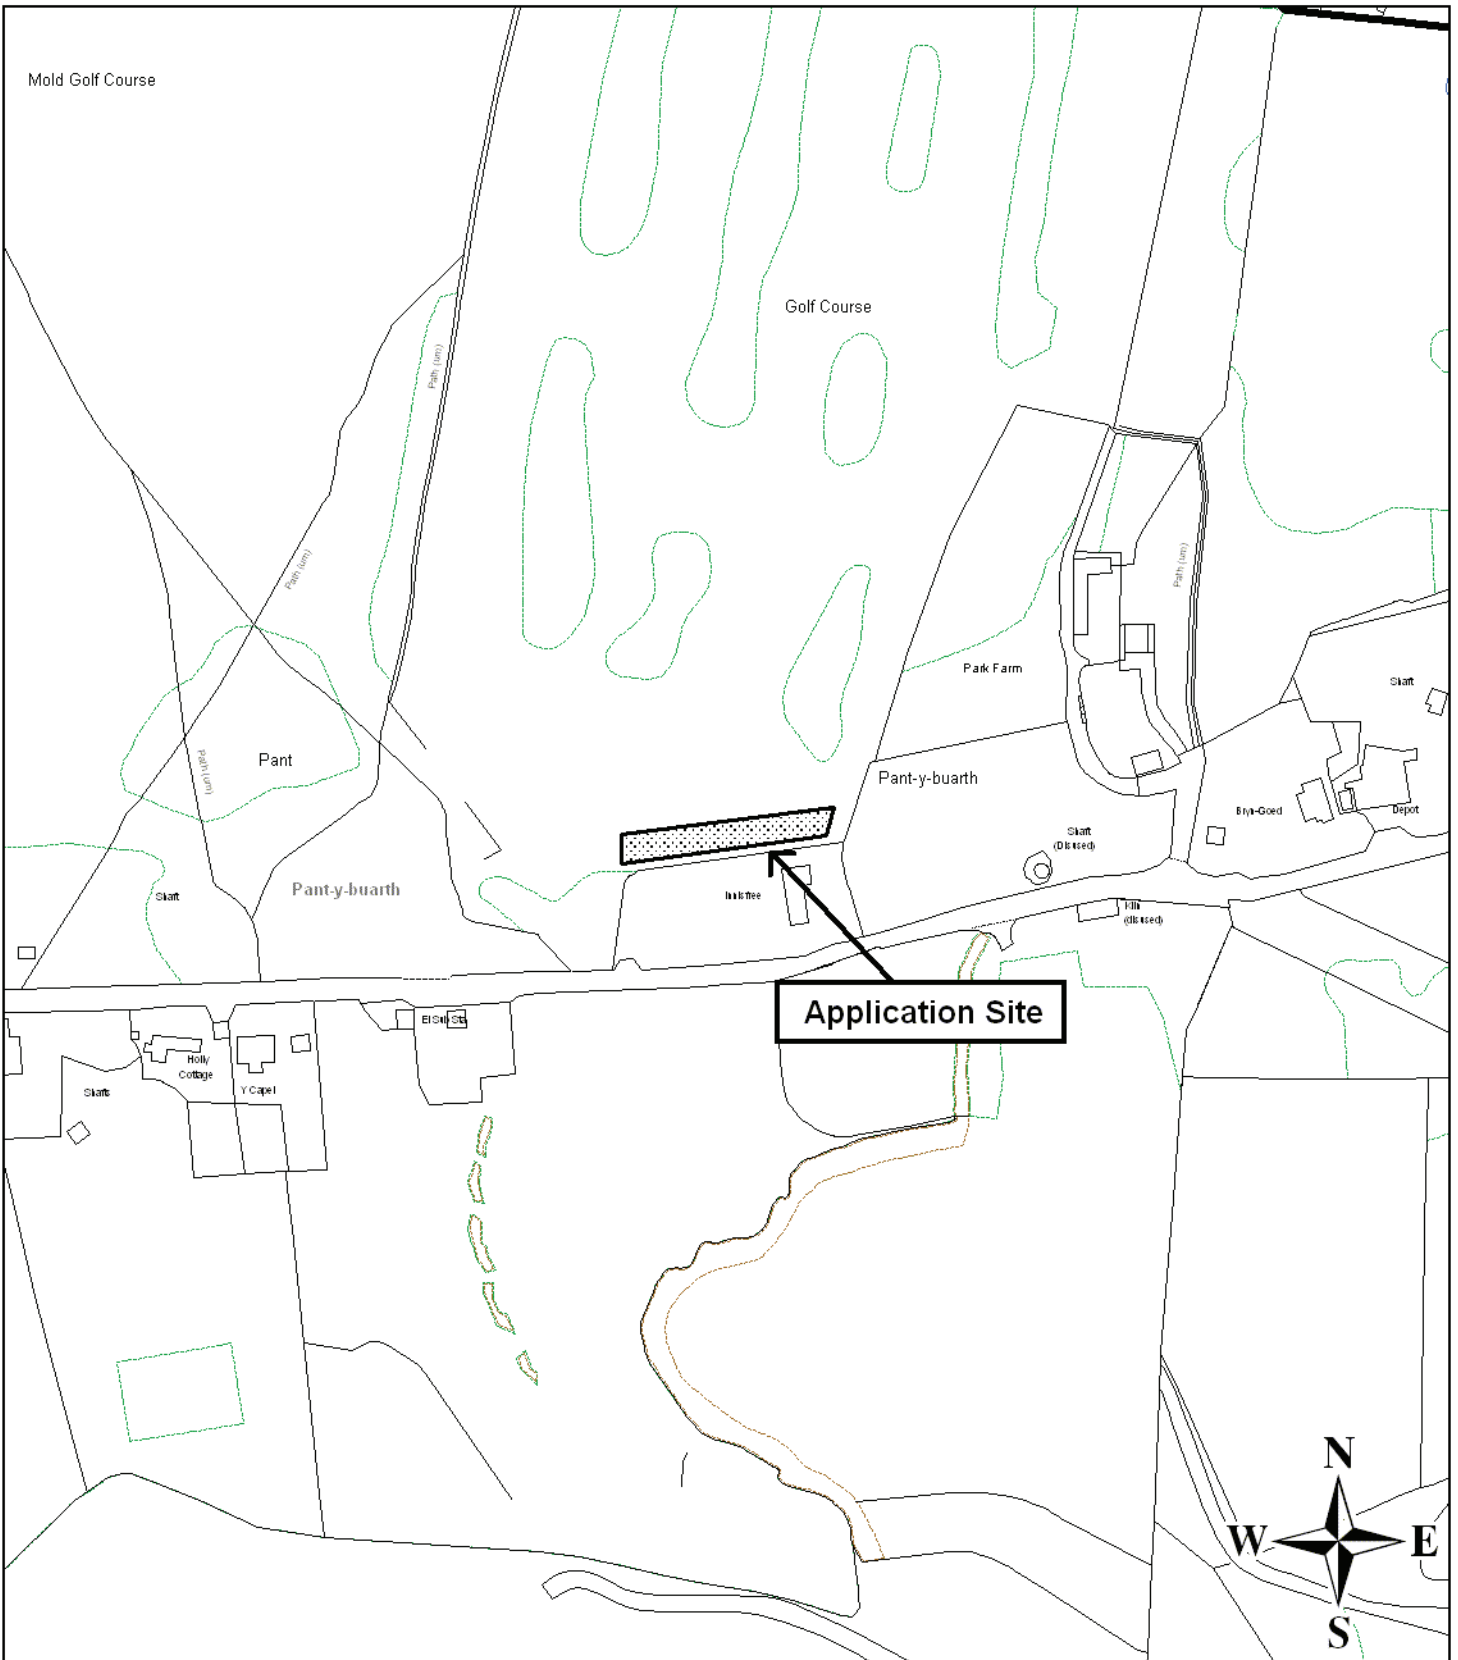 Mold Golf Course
Golf Course
Path (um)
Path (um)
Path (um)
Park Farm
Shaft
Path (um)
Pant
Pant-y-buarth
Bryn-Goed
Depot
Shaft
(Disused)
Shaft
Pant-y-buarth
Innisfree
Kiln
(disused)
Application Site
El Sub Sta
Holly
Cottage
Y Capel
Shafts
N
W
E
S